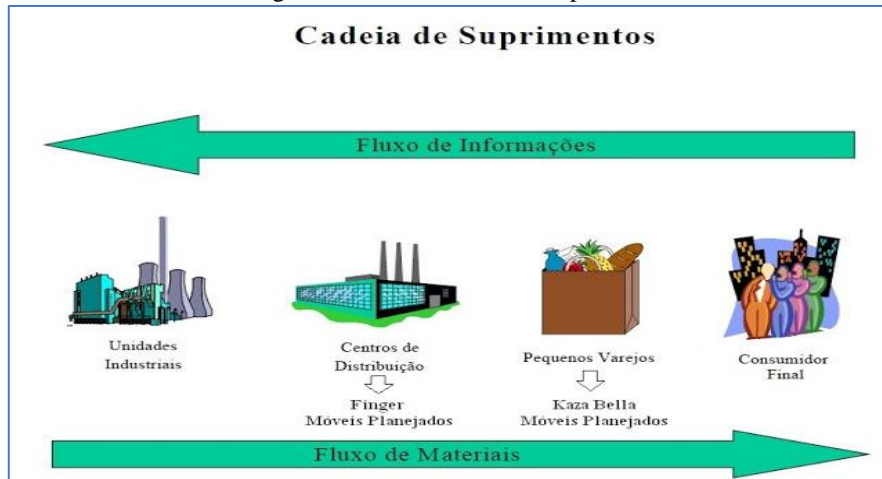 Cadeia de Suprimentos
Fluxo de Informações
Unidades
Industriais
Centros de
Distribuição
Finger
Móveis Planejados
Pequenos Varejos
Kaza Bella
Móveis Planejados
Consumidor
Final
Fluxo de Materiais